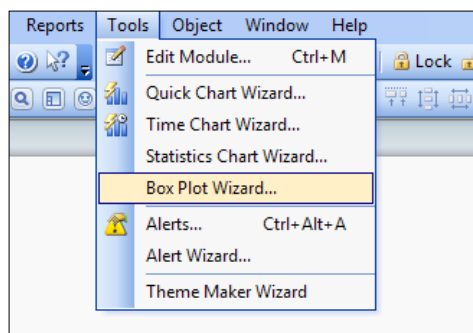 Reports Tools Object Window Help
Edit Module... Ctrl+M
Lock
Quick Chart Wizard...
Time Chart Wizard...
Statistics Chart Wizard...
Box Plot Wizard...
Alerts... Ctrl+Alt+A
Alert Wizard...
Theme Maker Wizard